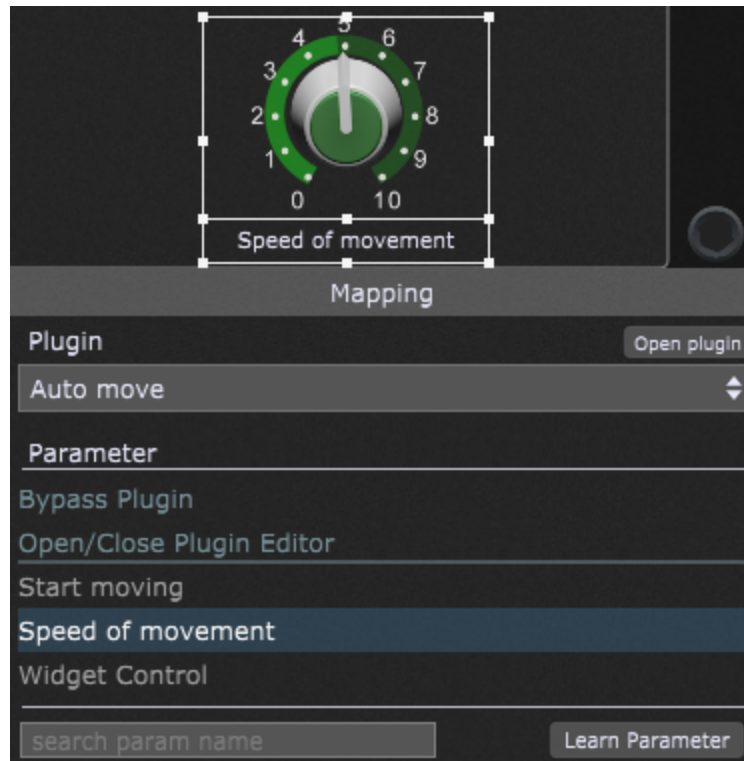 5
4 6
3 7
2 8
1 9
0 10
Speed of movement
Mapping
Plugin
Open plugin
Auto move
Parameter
Bypass Plugin
Open/Close Plugin Editor
Start moving
Speed of movement
Widget Control
search param name
Learn Parameter